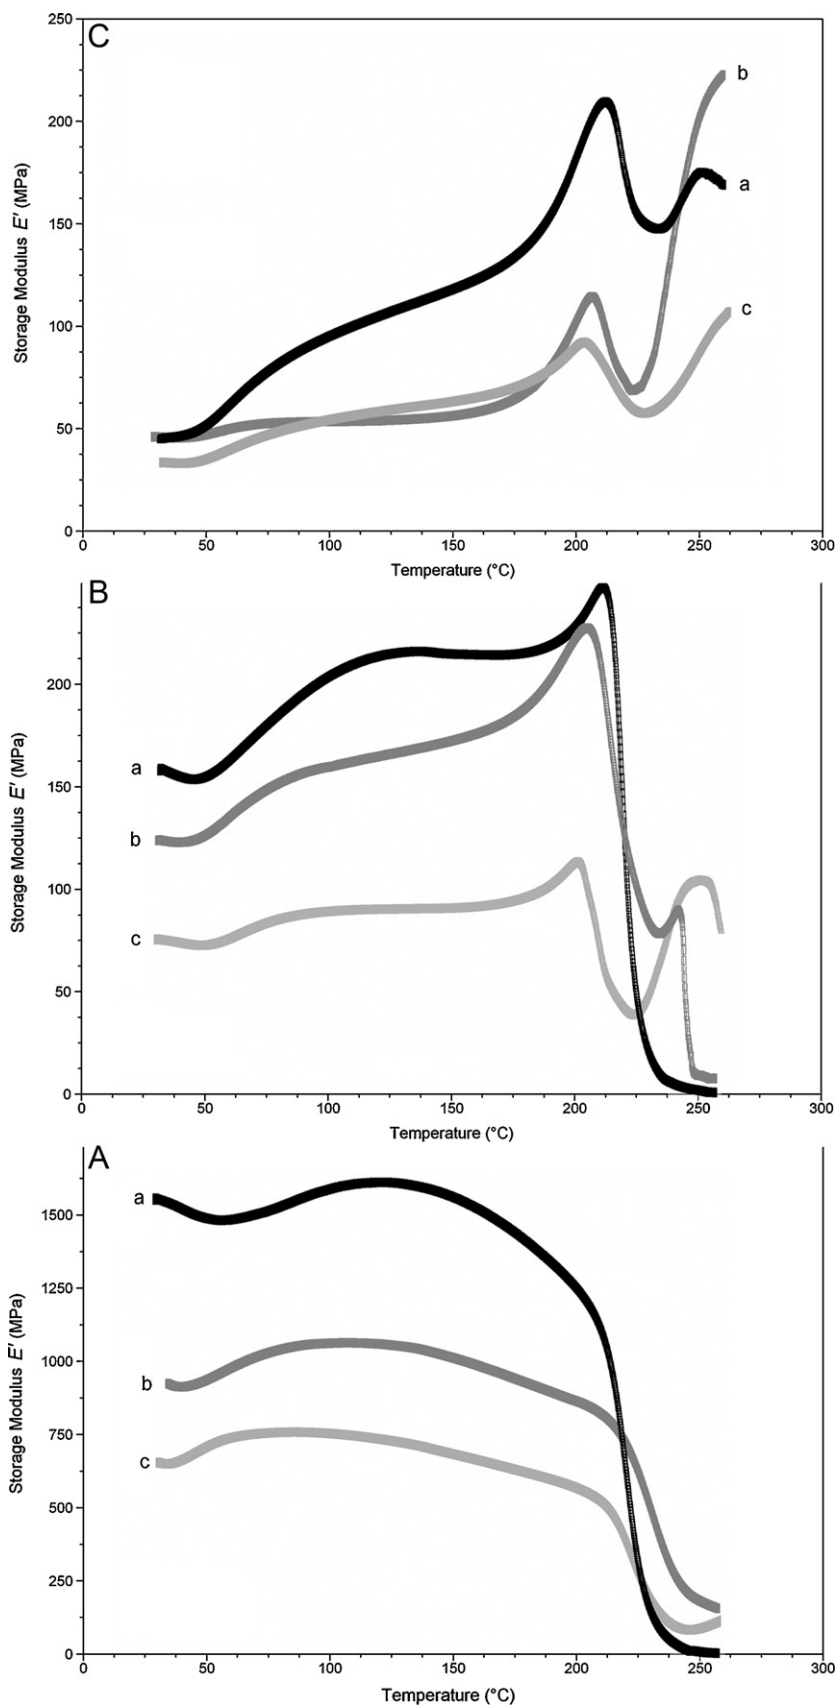 C
250
200
150
100
50
0
Storage Modulus E' (MPa)
b
a
c
0 50 100 150 200 250 300
Temperature (°C)
B
200
150
100
50
0
Storage Modulus E' (MPa)
a
b
c
0 50 100 150 200 250 300
Temperature (°C)
A
1500
1250
1000
750
500
250
0
Storage Modulus E' (MPa)
a
b
c
0 50 100 150 200 250 300
Temperature (°C)